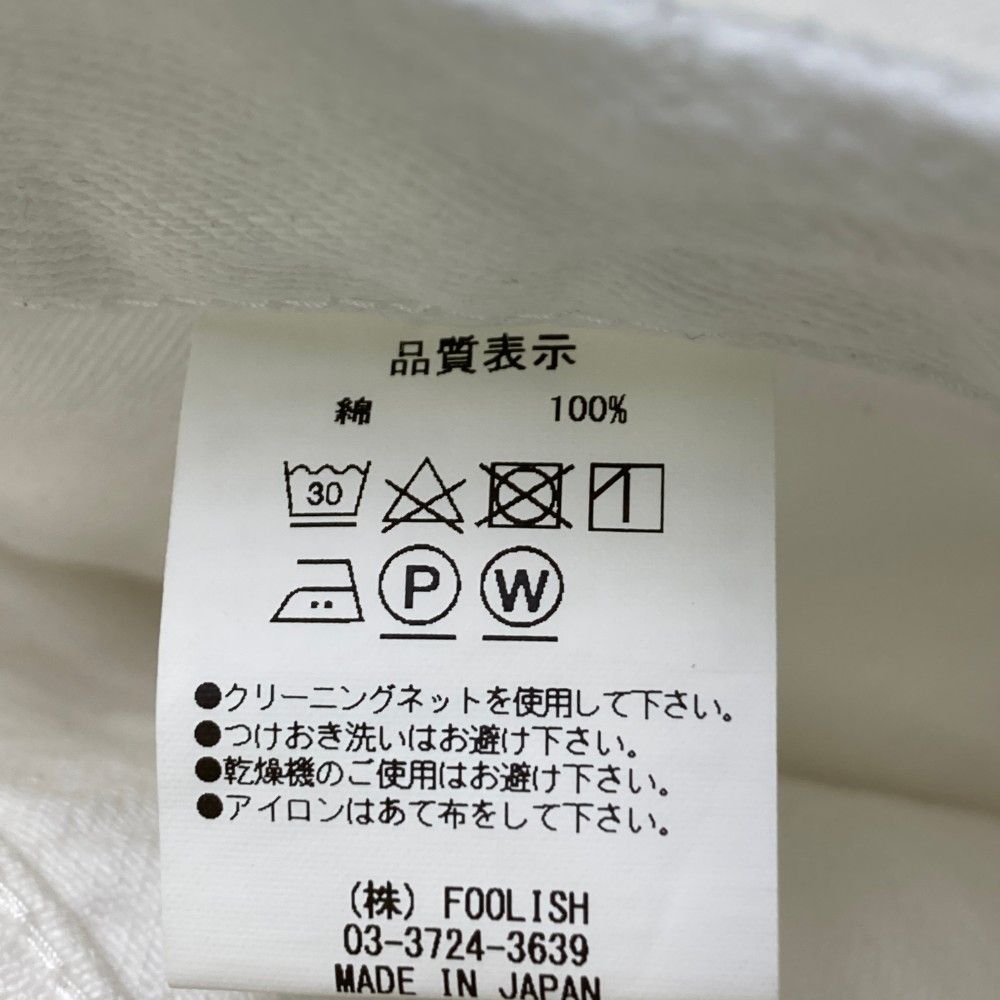 品質表示
綿 100%
30
P W
●クリーニングネットを使用して下さい。
●つけおき洗いはお避け下さい。
●乾燥機のご使用はお避け下さい。
●アイロンはあて布をして下さい。
(株) FOOLISH
03-3724-3639
MADE IN JAPAN